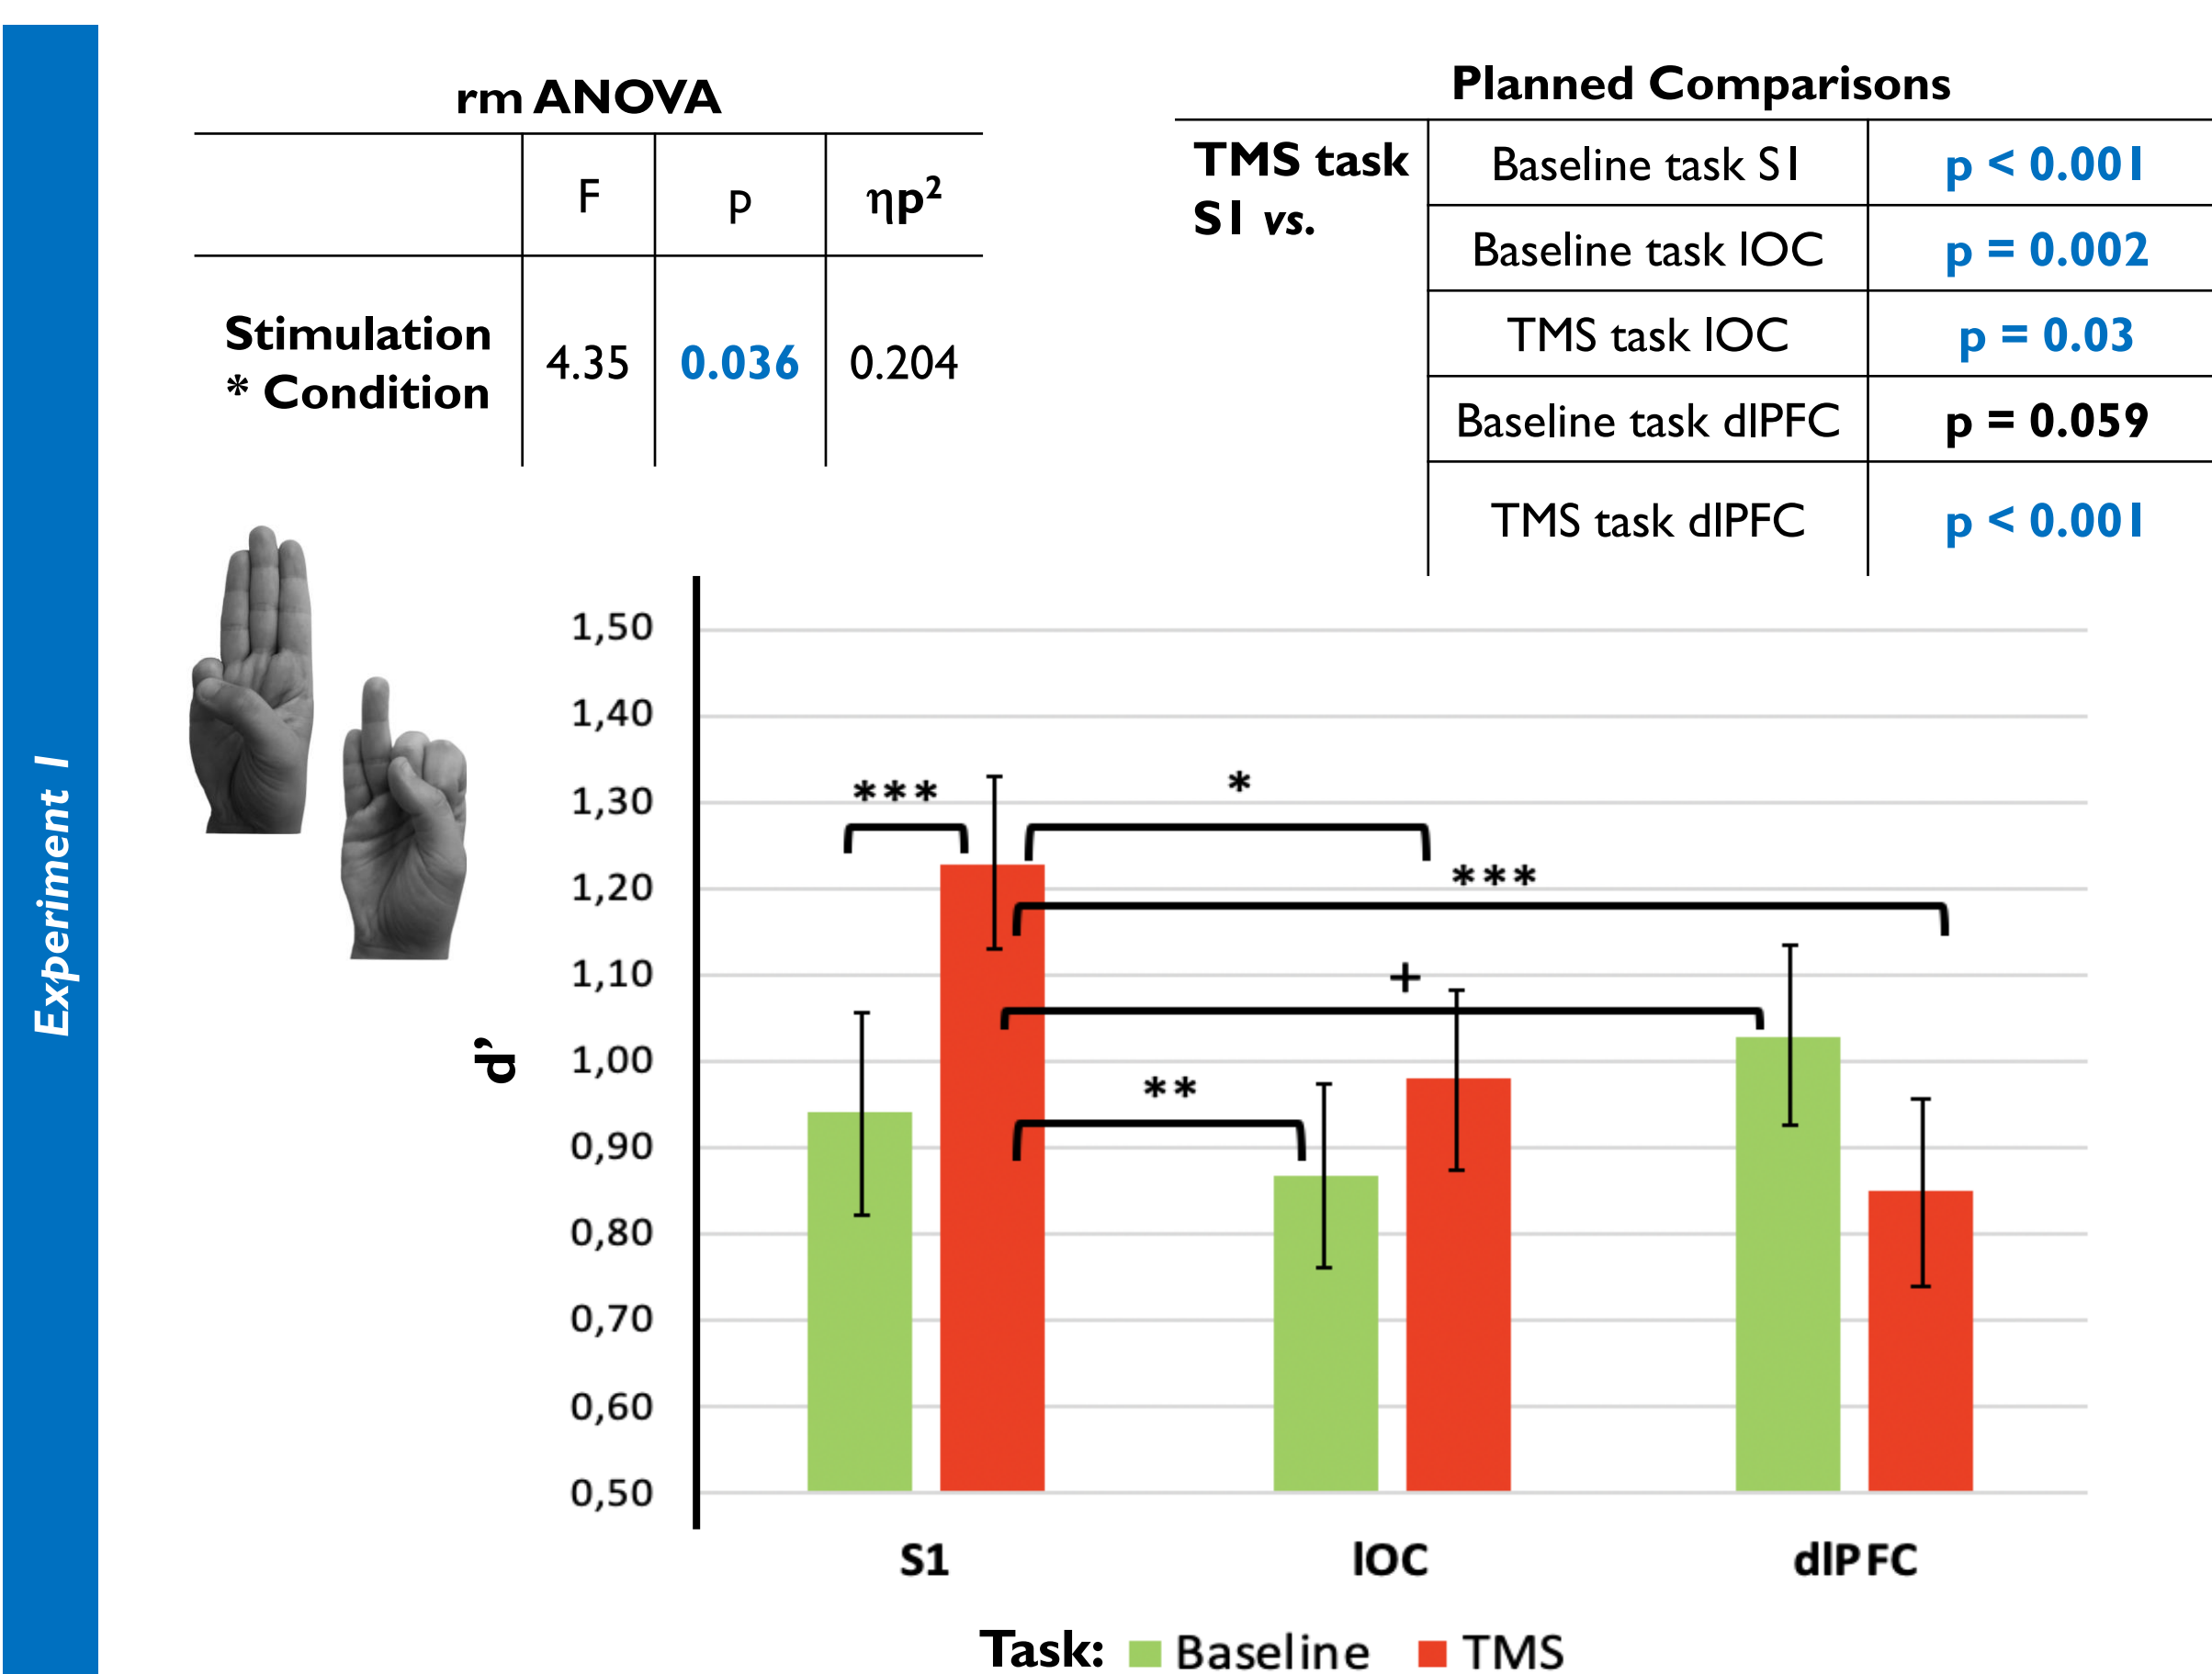 Experiment 1
rm ANOVA
F p ηp²
Stimulation
* Condition
4.35 0.036 0.204
Planned Comparisons
TMS task
S1 vs.
Baseline task S1 p < 0.001
Baseline task lOC p = 0.002
TMS task lOC p = 0.03
Baseline task dlPFC p = 0.059
TMS task dlPFC p < 0.001
d'
1,50
1,40
1,30
1,20
1,10
1,00
0,90
0,80
0,70
0,60
0,50
*** *
***
+
**
S1 lOC dlPFC
Task: Baseline TMS